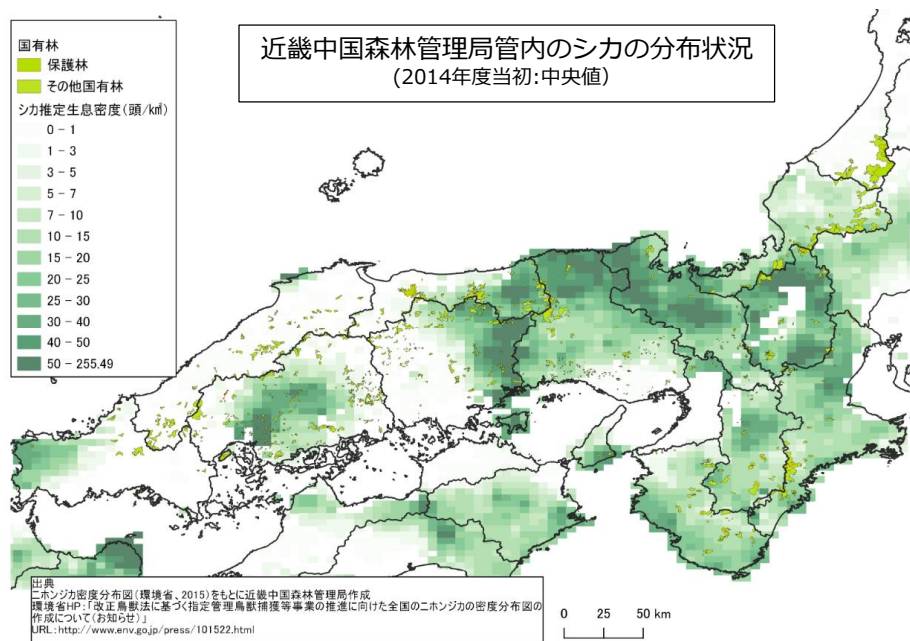 近畿中国森林管理局管内のシカの分布状況
(2014年度当初:中央値)
国有林
保護林
その他国有林
シカ推定生息密度(頭/k㎡)
0 - 1
1 - 3
3 - 5
5 - 7
7 - 10
10 - 15
15 - 20
20 - 25
25 - 30
30 - 40
40 - 50
50 - 255.49
出典
ニホンジカ密度分布図(環境省、2015)をもとに近畿中国森林管理局作成
環境省HP:「改正鳥獣法に基づく指定管理鳥獣捕獲等事業の推進に向けた全国のニホンジカの密度分布図の
作成について(お知らせ)」
URL:http://www.env.go.jp/press/101522.html
0 25 50 km